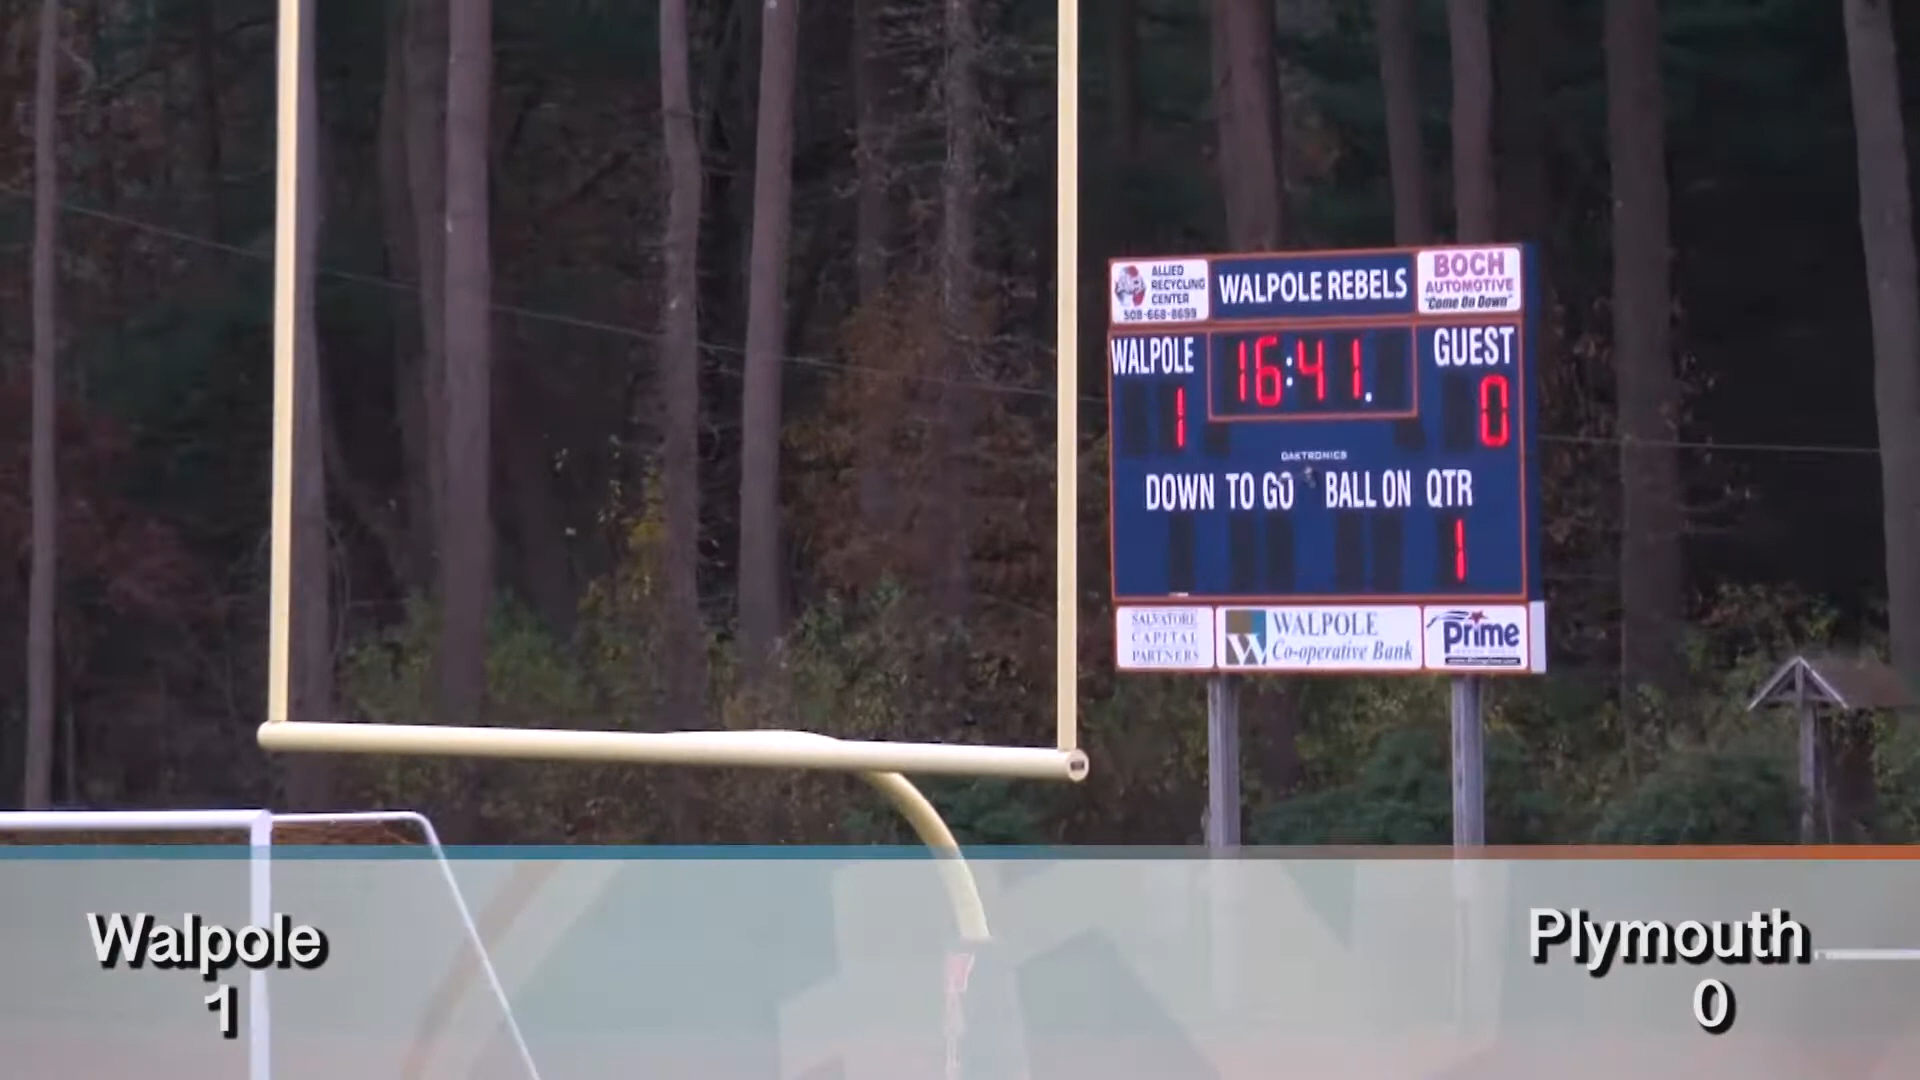 ALLIED
RECYCLING
CENTER
508-668-8699
WALPOLE REBELS
BOCH
AUTOMOTIVE
"Come On Down"
WALPOLE
16:41.
GUEST
1
0
DAKTRONICS
DOWN TO GO BALL ON QTR
1
SALVATORE
CAPITAL
PARTNERS
W
WALPOLE
Co-operative Bank
Prime
Walpole
1
Plymouth
0